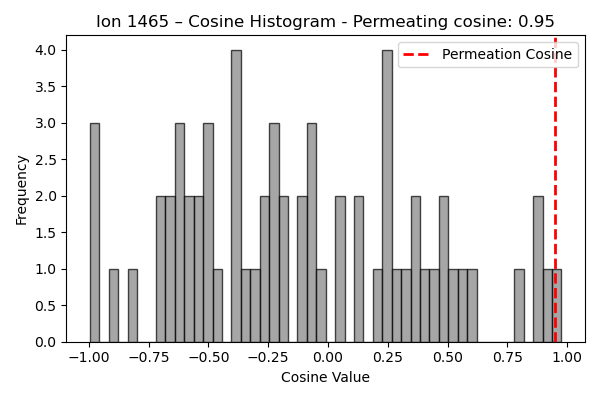 Ion 1465 – Cosine Histogram - Permeating cosine: 0.95
Permeation Cosine
Frequency
4.0
3.5
3.0
2.5
2.0
1.5
1.0
0.5
0.0
−1.00 −0.75 −0.50 −0.25 0.00 0.25 0.50 0.75 1.00
Cosine Value